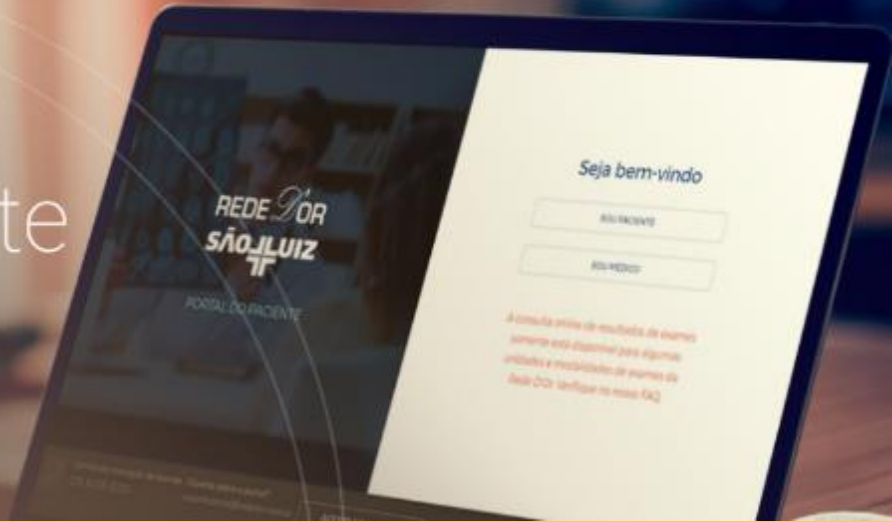 te
REDE D'OR
SÃO LUIZ
PORTAL DO PACIENTE
Seja bem-vindo
SOU PACIENTE
SOU MÉDICO
A consulta online de resultados de exames
somente está disponível para algumas
unidades e modalidades de exames da
Rede D'Or. Verifique no nosso FAQ